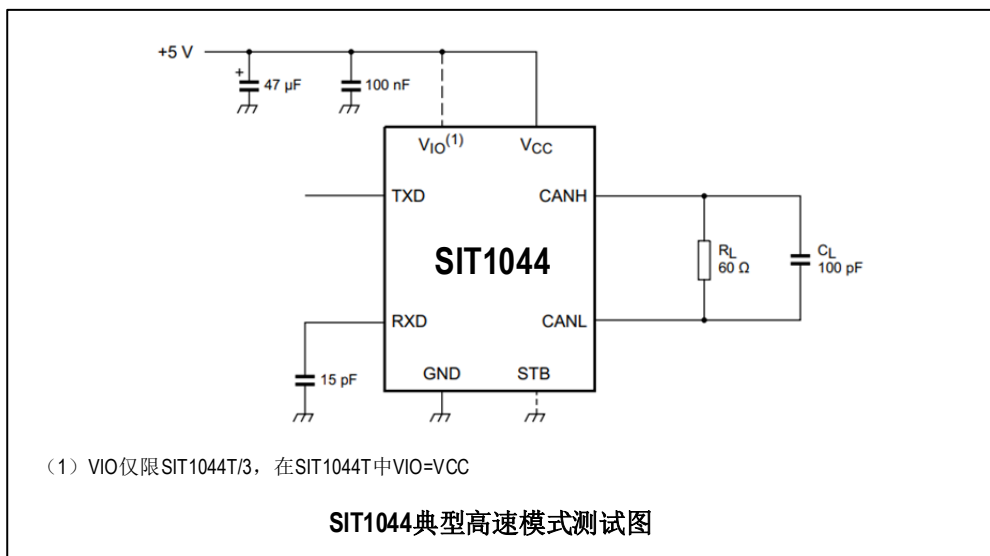 +5 V
+
47 µF
100 nF
VIO(1)
VCC
TXD
CANH
SIT1044
RL
60 Ω
CL
100 pF
RXD
CANL
15 pF
GND
STB
（1）VIO仅限SIT1044T/3，在SIT1044T中VIO=VCC
SIT1044典型高速模式测试图